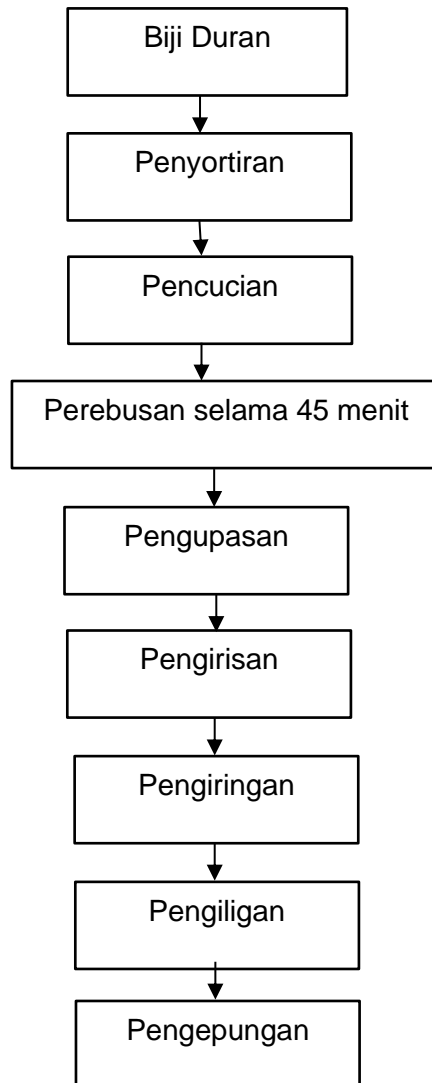 Biji Duran
Penyortiran
Pencucian
Perebusan selama 45 menit
Pengupasan
Pengirisan
Pengiringan
Pengiligan
Pengepungan